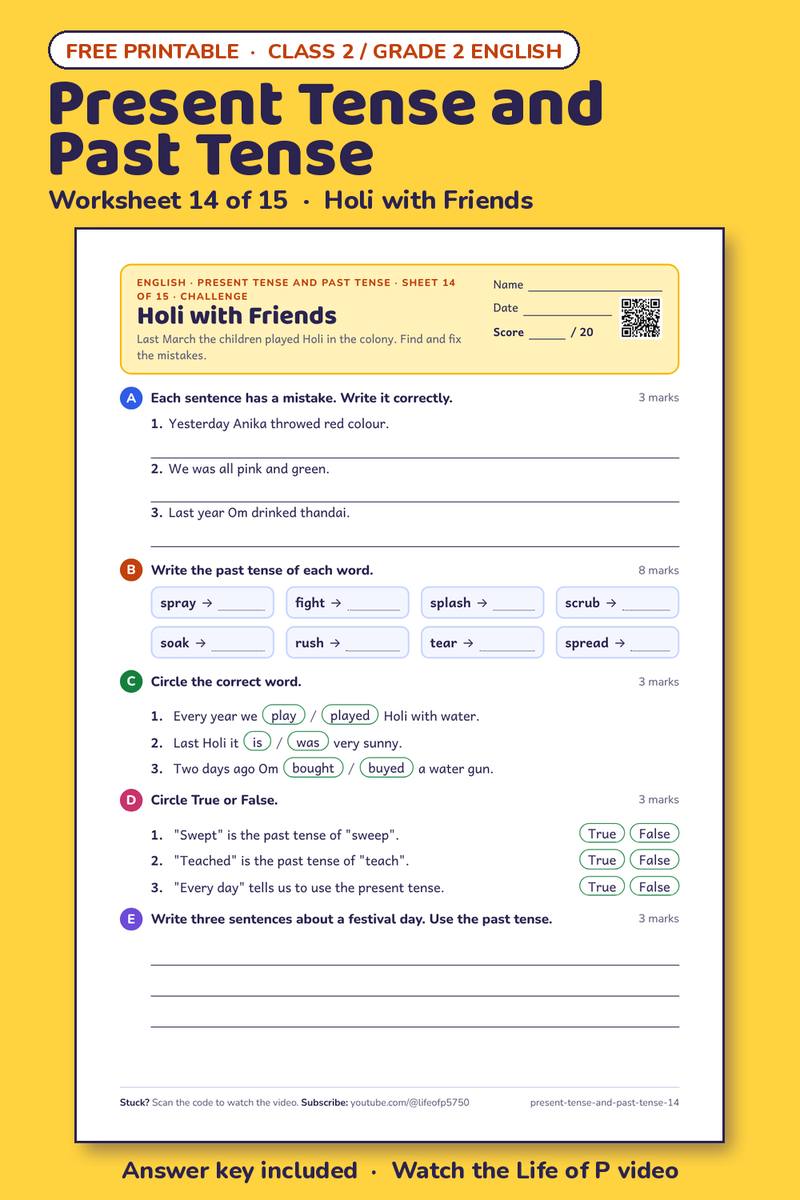 FREE PRINTABLE · CLASS 2 / GRADE 2 ENGLISH
Present Tense and
Past Tense
Worksheet 14 of 15 · Holi with Friends
ENGLISH · PRESENT TENSE AND PAST TENSE · SHEET 14
OF 15 · CHALLENGE
Holi with Friends
Last March the children played Holi in the colony. Find and fix
the mistakes.
Name
Date
Score / 20
A Each sentence has a mistake. Write it correctly. 3 marks
1. Yesterday Anika throwed red colour.
2. We was all pink and green.
3. Last year Om drinked thandai.
B Write the past tense of each word. 8 marks
spray → fight → splash → scrub →
soak → rush → tear → spread →
C Circle the correct word. 3 marks
1. Every year we play / played Holi with water.
2. Last Holi it is / was very sunny.
3. Two days ago Om bought / buyed a water gun.
D Circle True or False. 3 marks
1. "Swept" is the past tense of "sweep". True False
2. "Teached" is the past tense of "teach". True False
3. "Every day" tells us to use the present tense. True False
E Write three sentences about a festival day. Use the past tense. 3 marks
Stuck? Scan the code to watch the video. Subscribe: youtube.com/@lifeofp5750 present-tense-and-past-tense-14
Answer key included · Watch the Life of P video